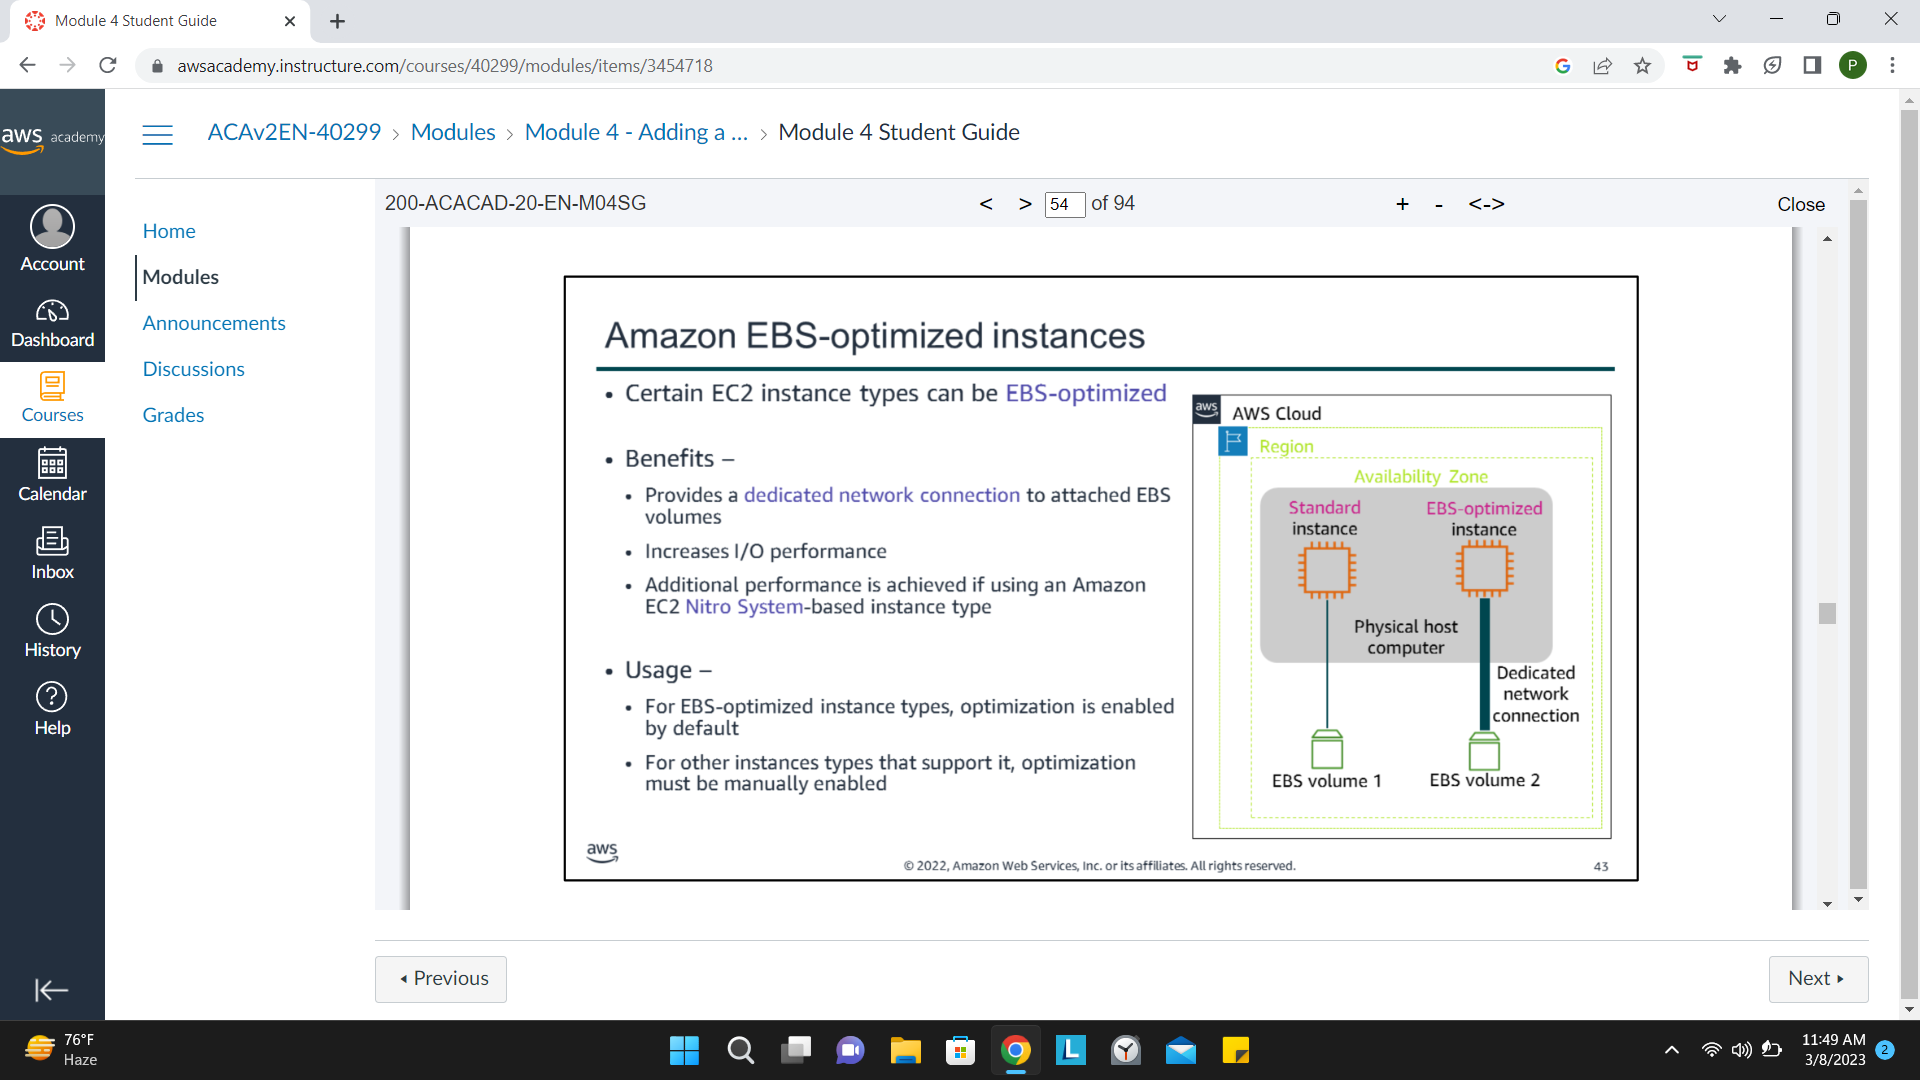 Module 4 Student Guide
awsacademy.instructure.com/courses/40299/modules/items/3454718
P
aws academy
ACAv2EN-40299 > Modules > Module 4 - Adding a ... > Module 4 Student Guide
Account
Dashboard
Courses
Calendar
Inbox
History
Help
Home
Modules
Announcements
Discussions
Grades
200-ACACAD-20-EN-M04SG
< > 54 of 94
+ - <->
Close
Amazon EBS-optimized instances
• Certain EC2 instance types can be EBS-optimized
• Benefits –
• Provides a dedicated network connection to attached EBS
volumes
• Increases I/O performance
• Additional performance is achieved if using an Amazon
EC2 Nitro System-based instance type
• Usage –
• For EBS-optimized instance types, optimization is enabled
by default
• For other instances types that support it, optimization
must be manually enabled
aws
AWS Cloud
Region
Availability Zone
Standard
instance
EBS-optimized
instance
Physical host
computer
Dedicated
network
connection
EBS volume 1
EBS volume 2
aws
© 2022, Amazon Web Services, Inc. or its affiliates. All rights reserved.
43
Previous
Next
76°F
Haze
L
11:49 AM
3/8/2023
2